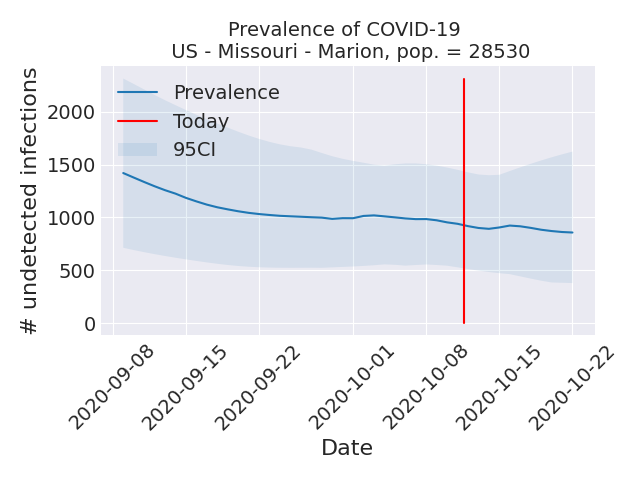 Prevalence of COVID-19
US - Missouri - Marion, pop. = 28530
# undetected infections
2000
1500
1000
500
0
Prevalence
Today
95CI
2020-09-08
2020-09-15
2020-09-22
2020-10-01
2020-10-08
2020-10-15
2020-10-22
Date